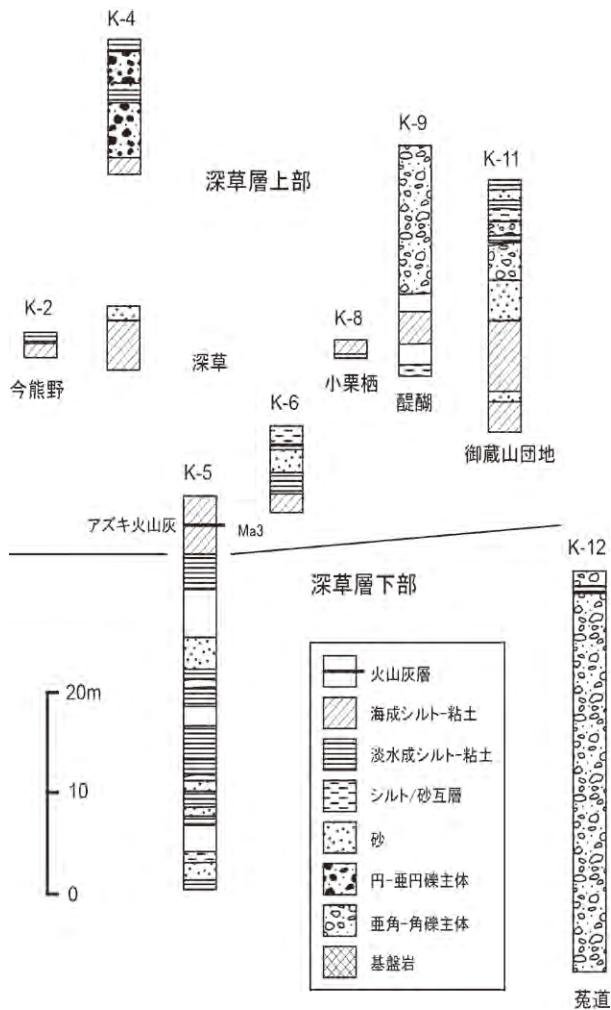 K-4
K-9
K-11
深草層上部
K-2
K-8
今熊野
深草
小栗栖
醍醐
K-6
御蔵山団地
K-5
アズキ火山灰
Ma3
K-12
深草層下部
火山灰層
海成シルト-粘土
淡水成シルト-粘土
シルト/砂互層
砂
円-亜円礫主体
亜角-角礫主体
基盤岩
20m
10
0
菟道